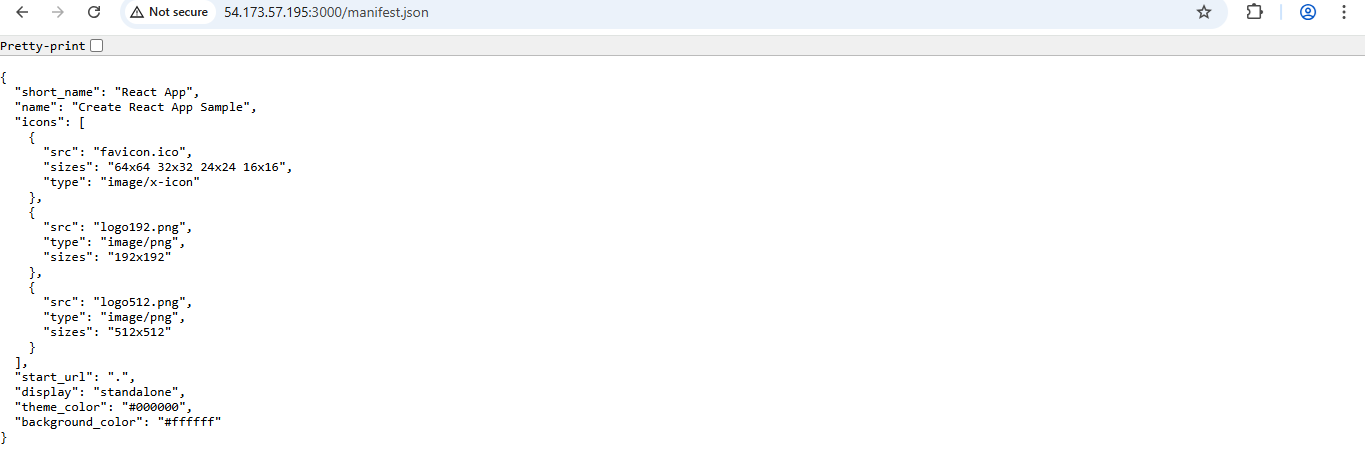 Not secure 54.173.57.195:3000/manifest.json
Pretty-print
{
  "short_name": "React App",
  "name": "Create React App Sample",
  "icons": [
    {
      "src": "favicon.ico",
      "sizes": "64x64 32x32 24x24 16x16",
      "type": "image/x-icon"
    },
    {
      "src": "logo192.png",
      "type": "image/png",
      "sizes": "192x192"
    },
    {
      "src": "logo512.png",
      "type": "image/png",
      "sizes": "512x512"
    }
  ],
  "start_url": ".",
  "display": "standalone",
  "theme_color": "#000000",
  "background_color": "#ffffff"
}